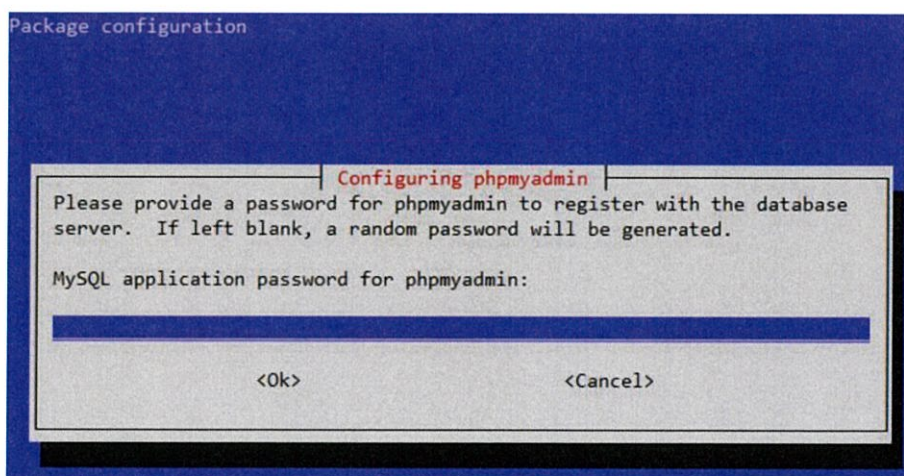 Package configuration
Configuring phpmyadmin
Please provide a password for phpmyadmin to register with the database
server.  If left blank, a random password will be generated.
MySQL application password for phpmyadmin:
<Ok> <Cancel>